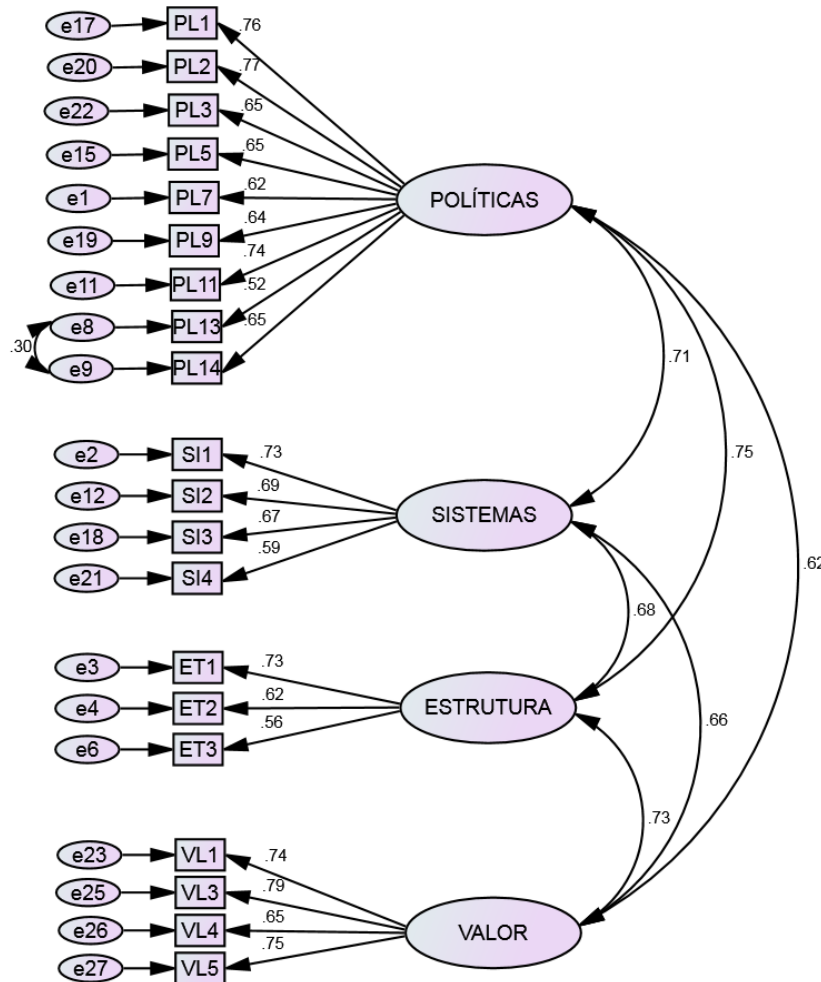 e17 PL1 .76
e20 PL2 .77
e22 PL3 .65
e15 PL5 .65
e1 PL7 .62
e19 PL9 .64
e11 PL11 .74
e8 PL13 .52
.30
e9 PL14 .65
POLÍTICAS
.71
.75
.62
e2 SI1 .73
e12 SI2 .69
e18 SI3 .67
e21 SI4 .59
SISTEMAS
.68
.66
e3 ET1 .73
e4 ET2 .62
e6 ET3 .56
ESTRUTURA
.73
e23 VL1 .74
e25 VL3 .79
e26 VL4 .65
e27 VL5 .75
VALOR